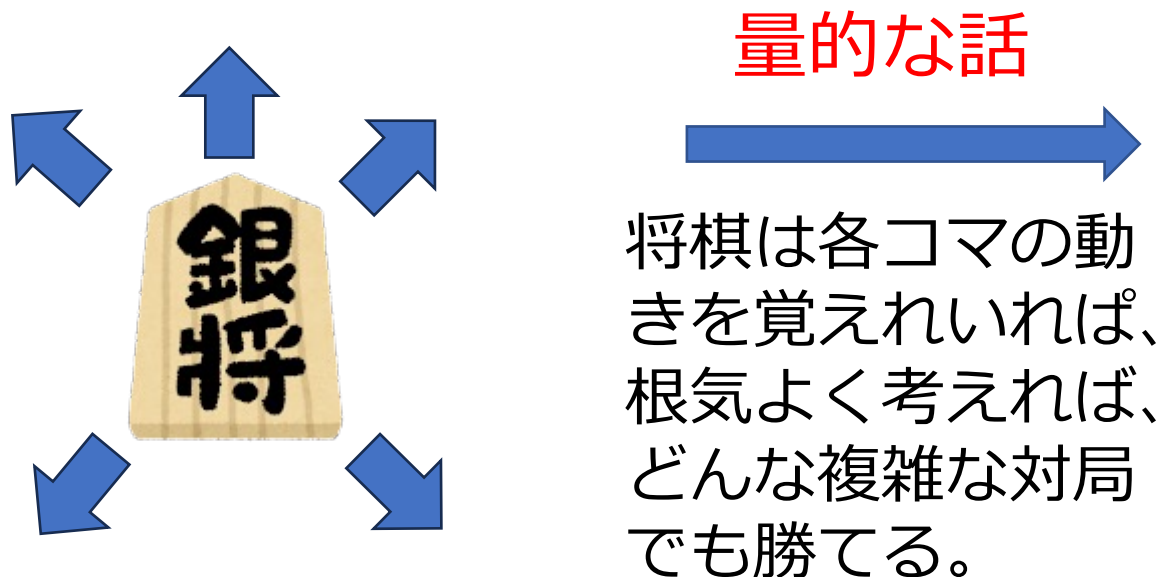 量的な話
銀将
将棋は各コマの動
きを覚えれいれぱ、
根気よく考えれば、
どんな複雑な対局
でも勝てる。